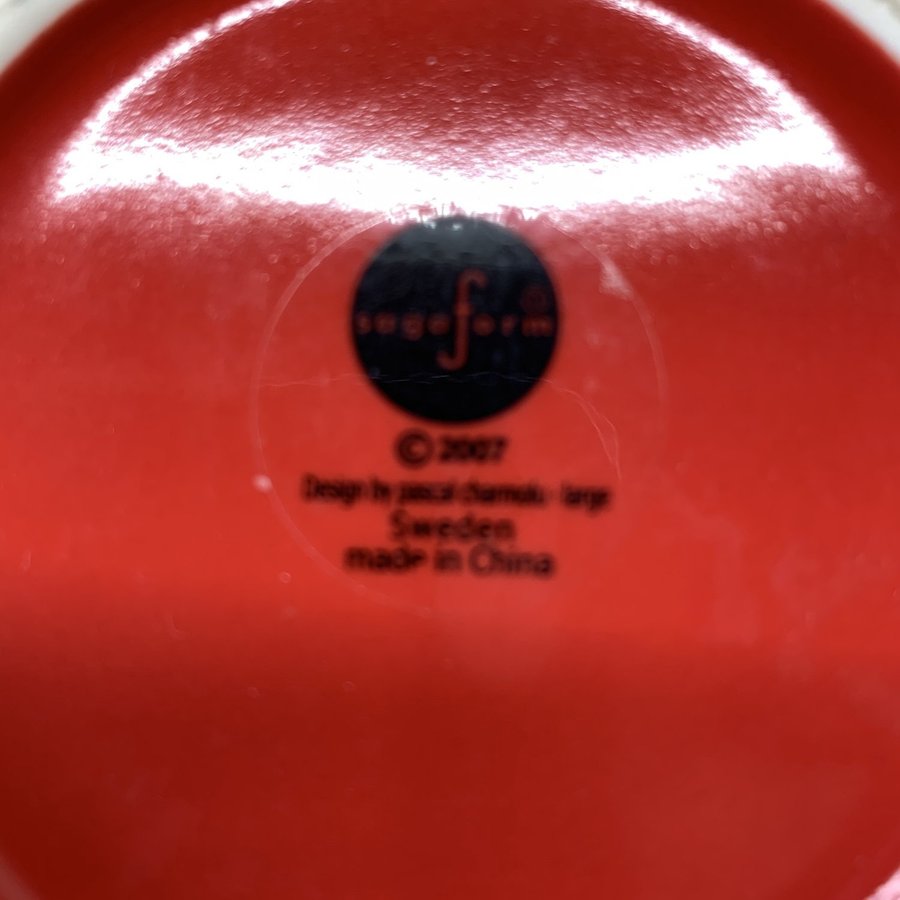 sagaform
© 2007
Design by pascal charmolu - large
Sweden
made in China